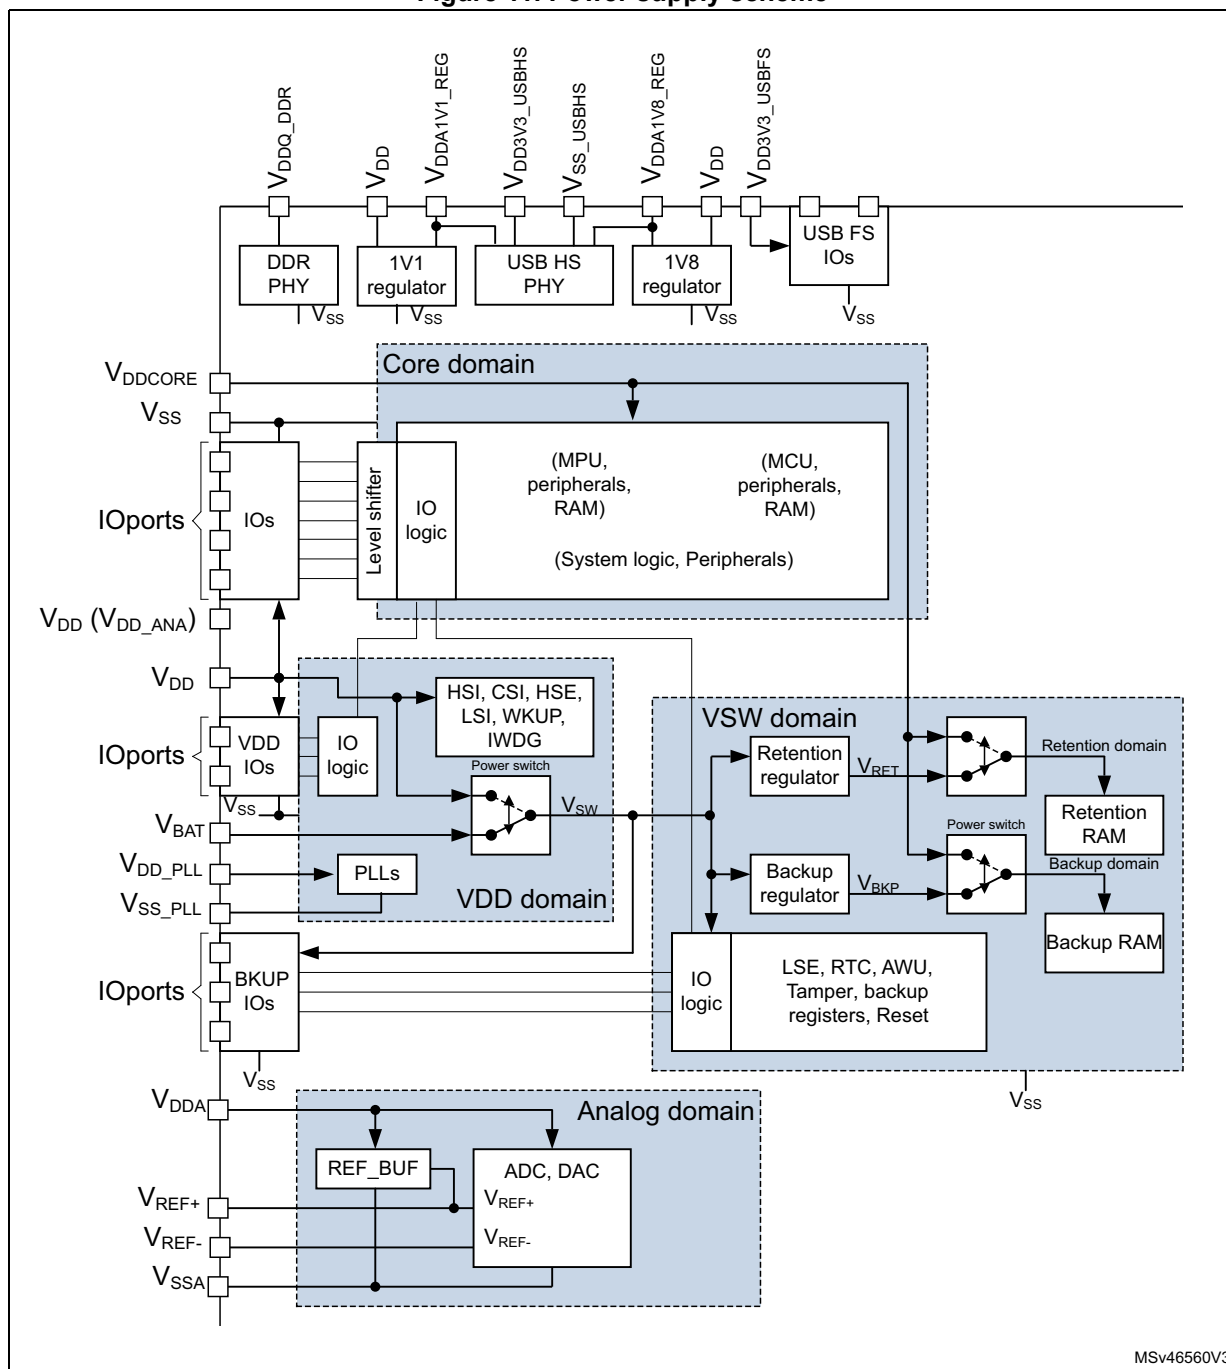 Figure 11. Power supply scheme
VDDQ_DDR
VDD
VDDA1V1_REG
VDD3V3_USBHS
VSS_USBHS
VDDA1V8_REG
VDD
VDD3V3_USBFS
DDR
PHY
1V1
regulator
USB HS
PHY
1V8
regulator
USB FS
IOs
VSS
VSS
VSS
VSS
VDDCORE
Core domain
VSS
IOports
IOs
Level shifter
IO
logic
(MPU,
peripherals,
RAM)
(MCU,
peripherals,
RAM)
(System logic, Peripherals)
VDD (VDD_ANA)
VDD
HSI, CSI, HSE,
LSI, WKUP,
IWDG
IOports
VDD
IOs
IO
logic
Power switch
VSS
VSW
VBAT
VDD_PLL
PLLs
VSS_PLL
VDD domain
VSW domain
Retention
regulator
VRET
Retention domain
Retention
RAM
Power switch
Backup
regulator
VBKP
Backup domain
Backup RAM
IOports
BKUP
IOs
IO
logic
LSE, RTC, AWU,
Tamper, backup
registers, Reset
VSS
VSS
VDDA
Analog domain
REF_BUF
ADC, DAC
VREF+
VREF+
VREF-
VREF-
VSSA
MSv46560V3